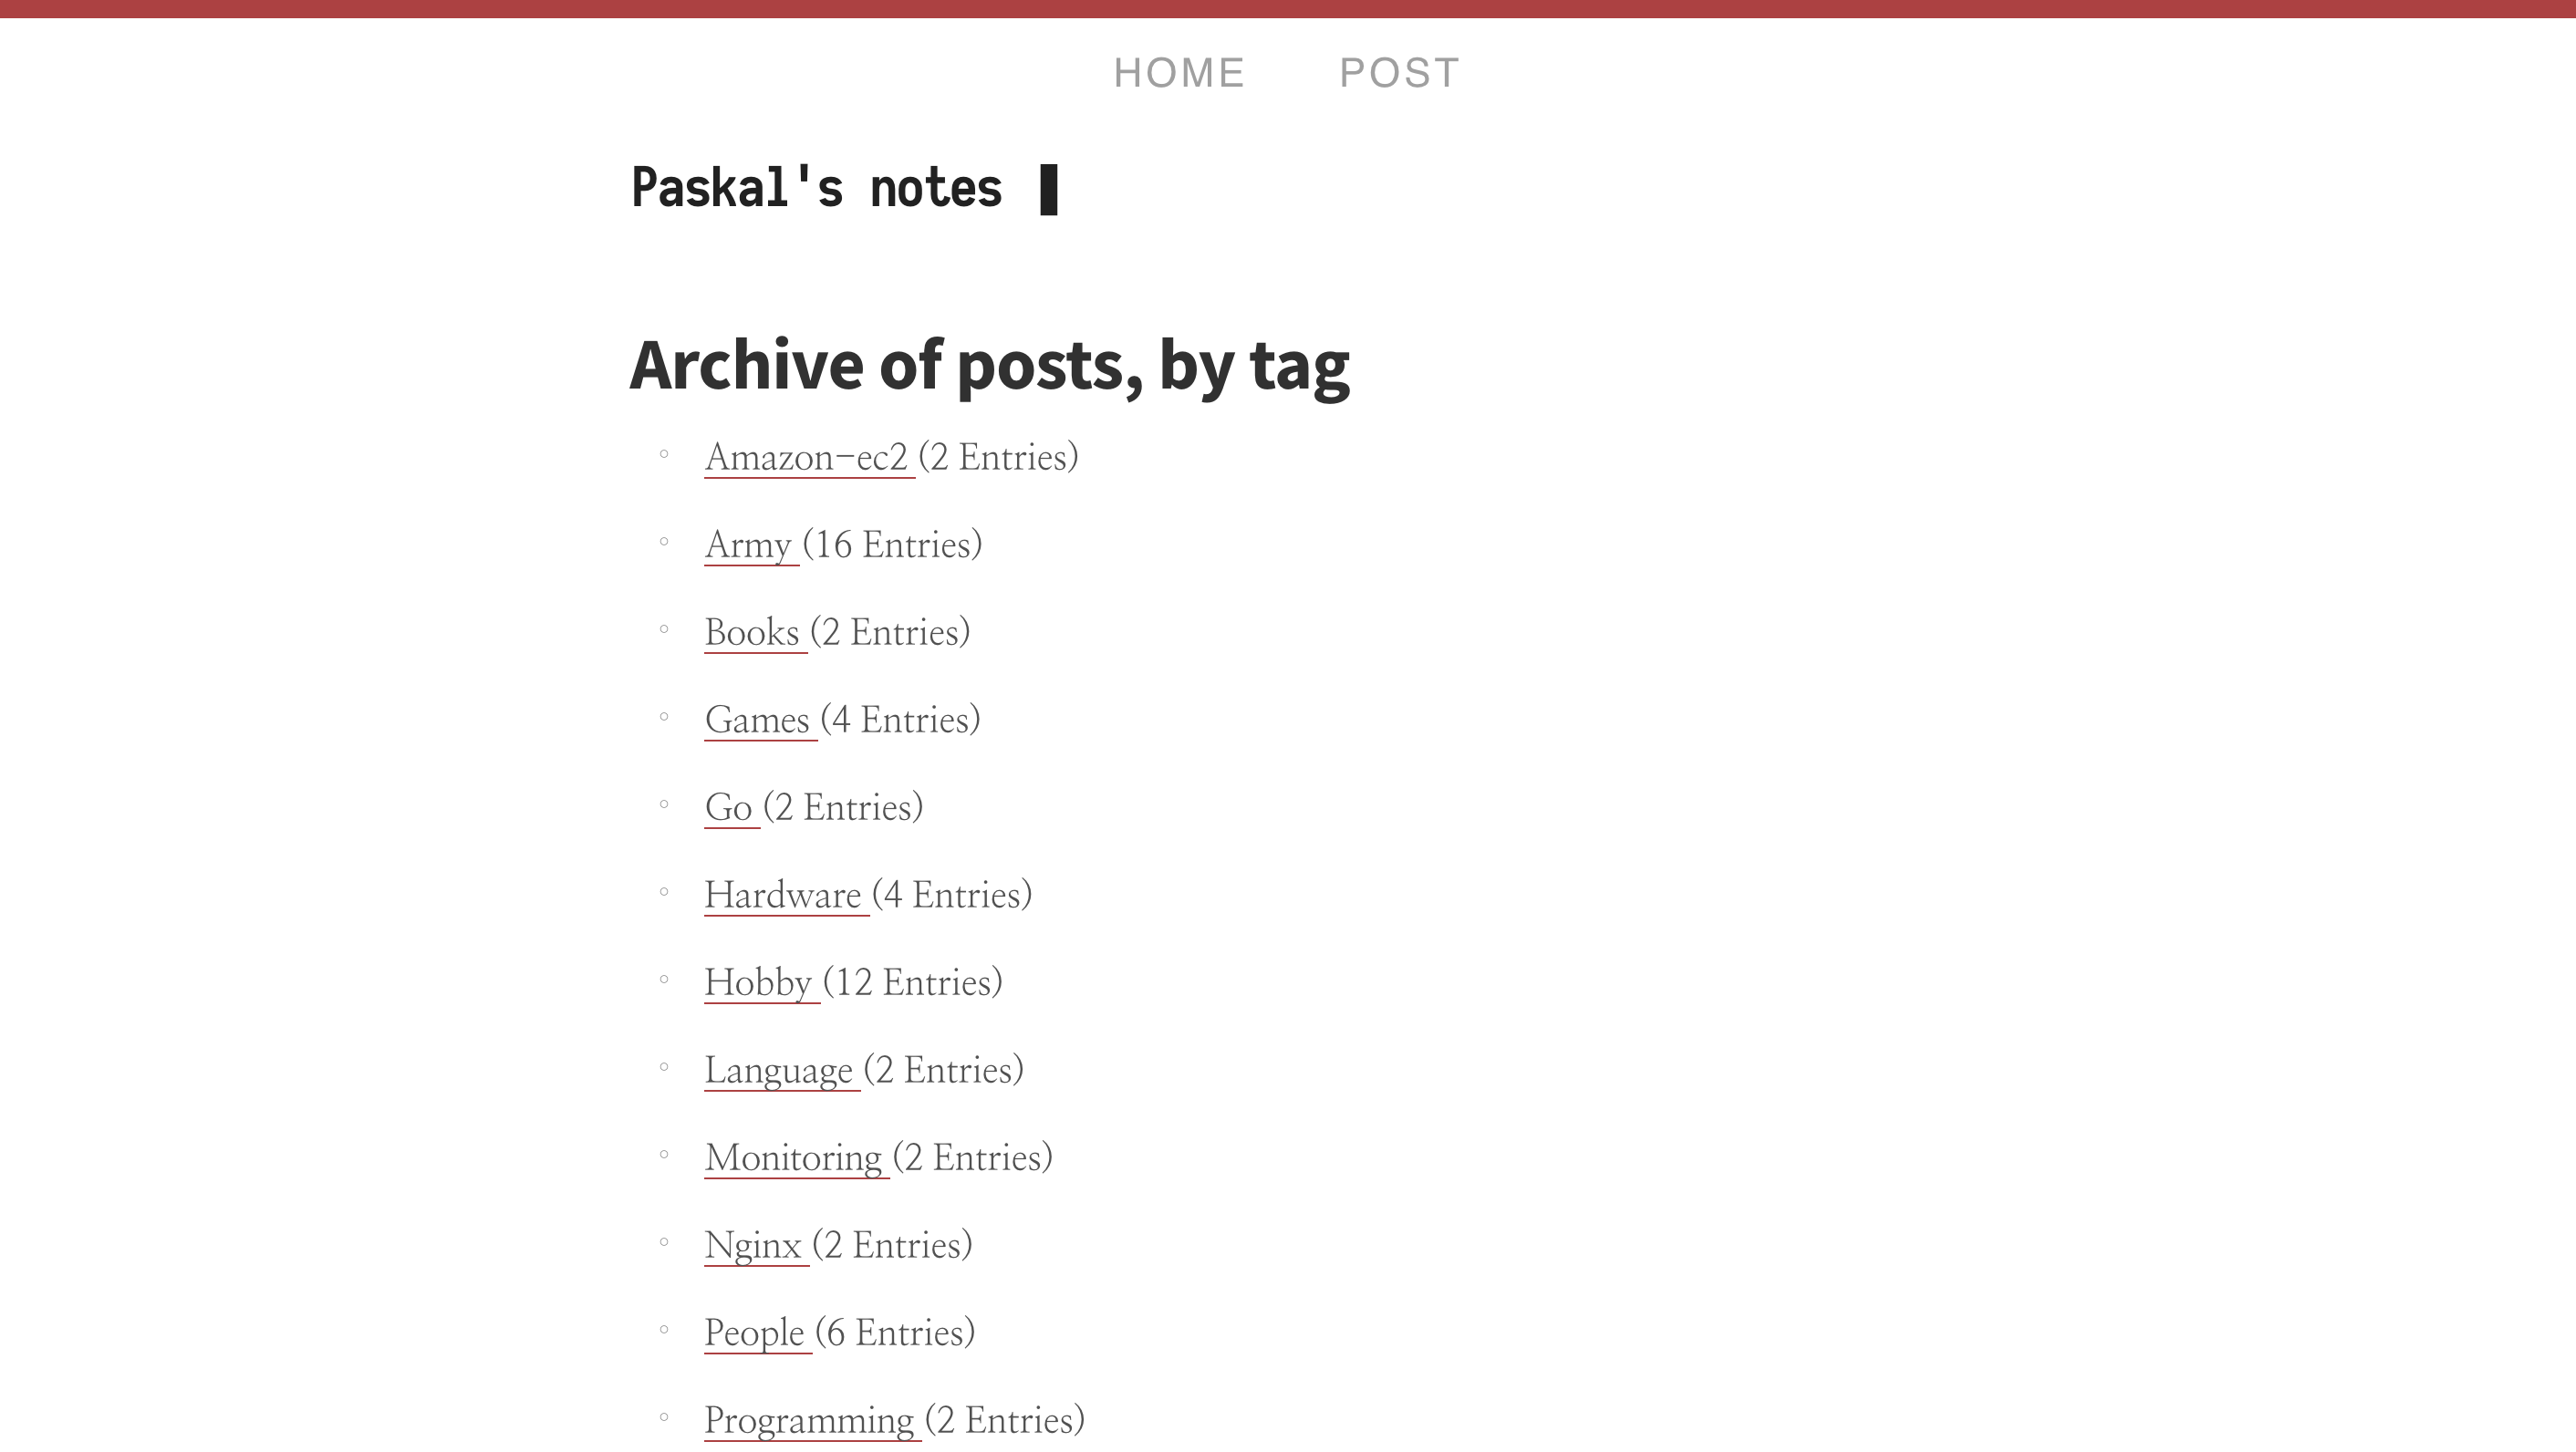 HOME POST
Paskal's notes
Archive of posts, by tag
Amazon-ec2 (2 Entries)
Army (16 Entries)
Books (2 Entries)
Games (4 Entries)
Go (2 Entries)
Hardware (4 Entries)
Hobby (12 Entries)
Language (2 Entries)
Monitoring (2 Entries)
Nginx (2 Entries)
People (6 Entries)
Programming (2 Entries)